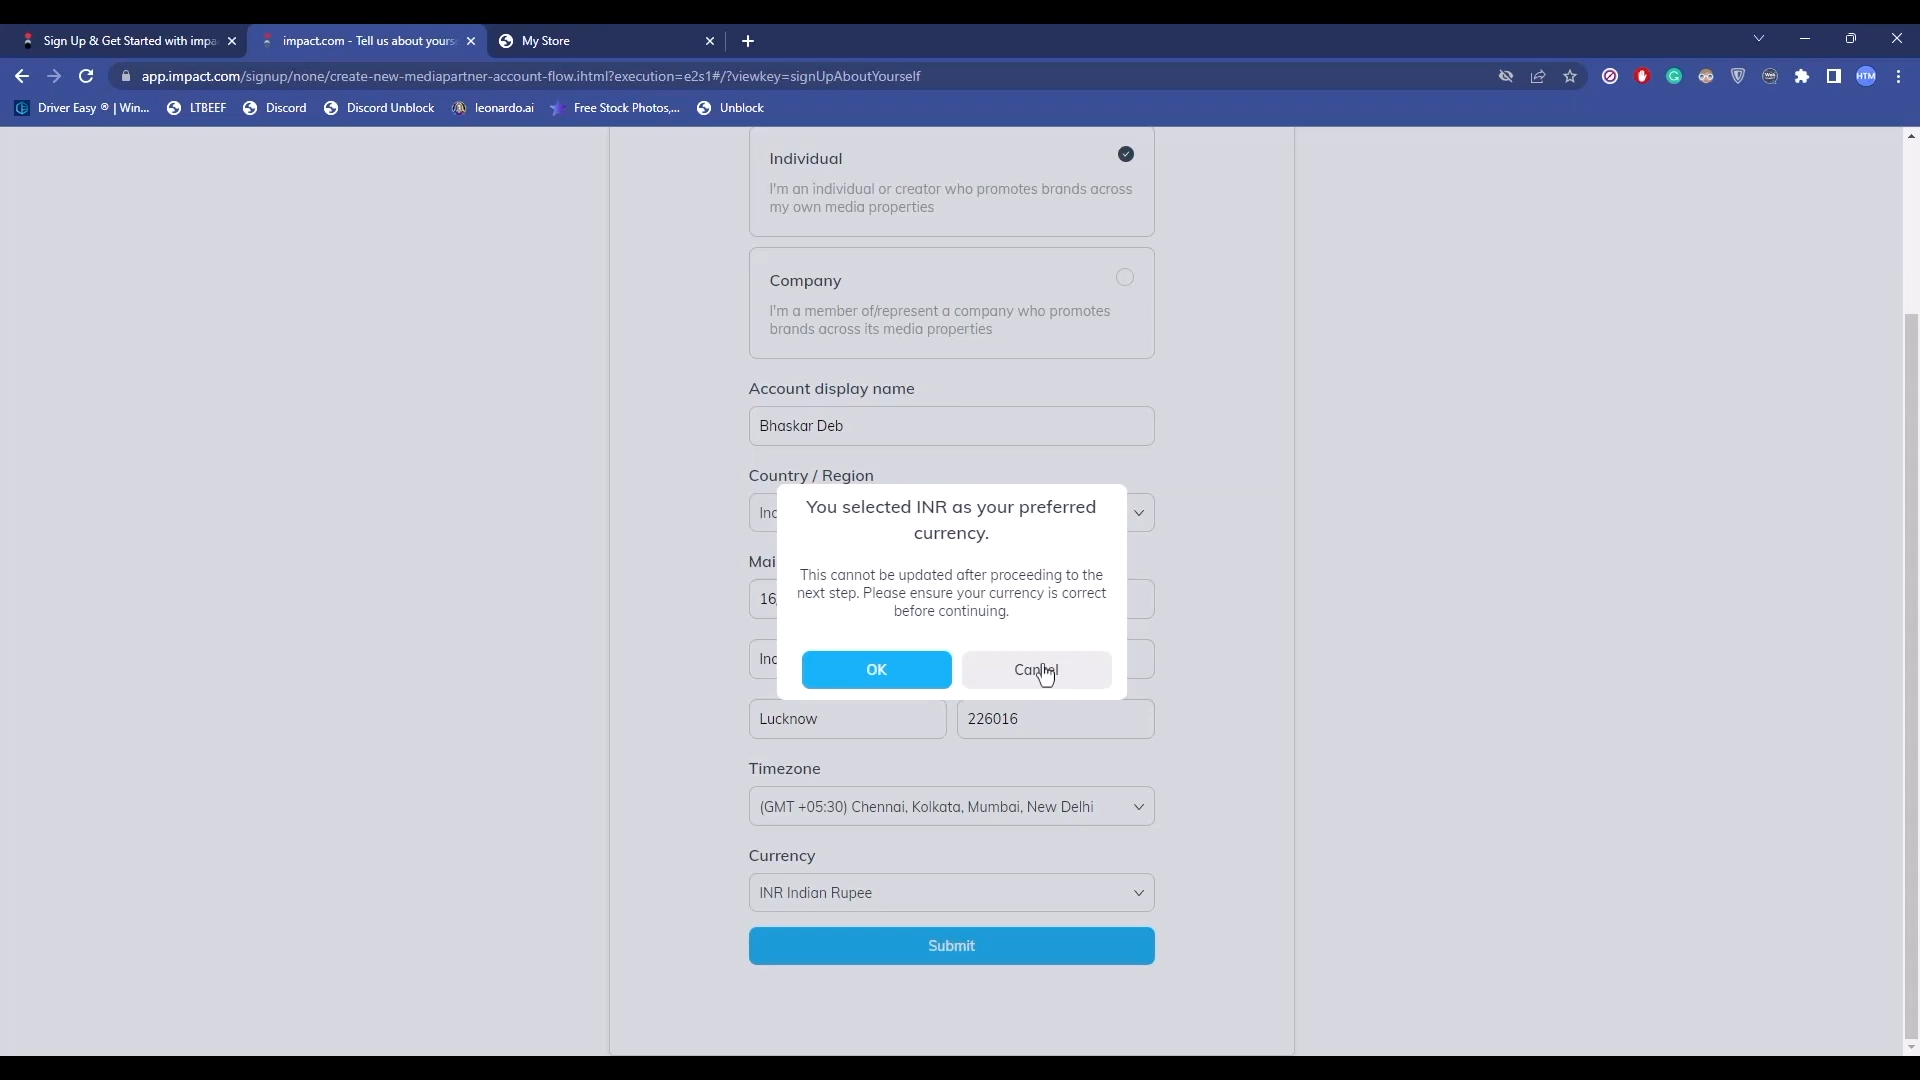 Sign Up & Get Started with impa
impact.com - Tell us about yours
My Store
app.impact.com/signup/none/create-new-mediapartner-account-flow.ihtml?execution=e2s1#/?viewkey=signUpAboutYourself
HTM
Driver Easy ® | Win...
LTBEEF
Discord
Discord Unblock
leonardo.ai
Free Stock Photos,...
Unblock
Individual
I'm an individual or creator who promotes brands across
my own media properties
Company
I'm a member of/represent a company who promotes
brands across its media properties
Account display name
Bhaskar Deb
Country / Region
Ind
You selected INR as your preferred
currency.
Mai
This cannot be updated after proceeding to the
next step. Please ensure your currency is correct
before continuing.
16,
Ind
OK
Cancel
Lucknow
226016
Timezone
(GMT +05:30) Chennai, Kolkata, Mumbai, New Delhi
Currency
INR Indian Rupee
Submit